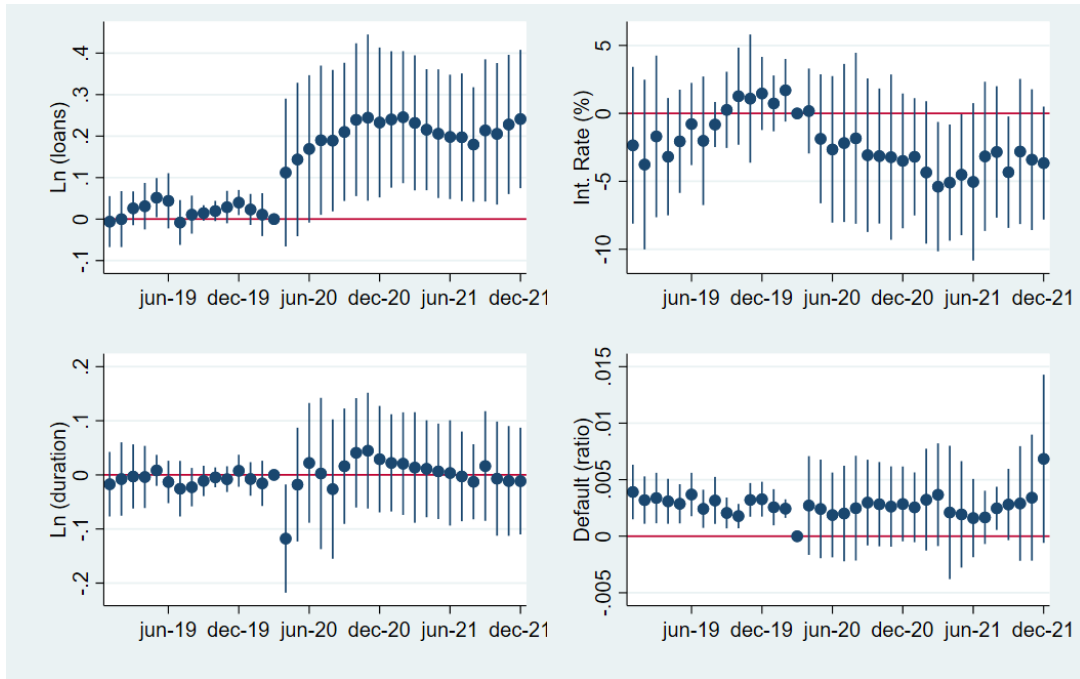 Ln (loans)
.4
.3
.2
.1
0
-.1
jun-19 dec-19 jun-20 dec-20 jun-21 dec-21
Int. Rate (%)
5
0
-5
-10
jun-19 dec-19 jun-20 dec-20 jun-21 dec-21
Ln (duration)
.2
.1
0
-.1
-.2
jun-19 dec-19 jun-20 dec-20 jun-21 dec-21
Default (ratio)
.015
.01
.005
0
-.005
jun-19 dec-19 jun-20 dec-20 jun-21 dec-21